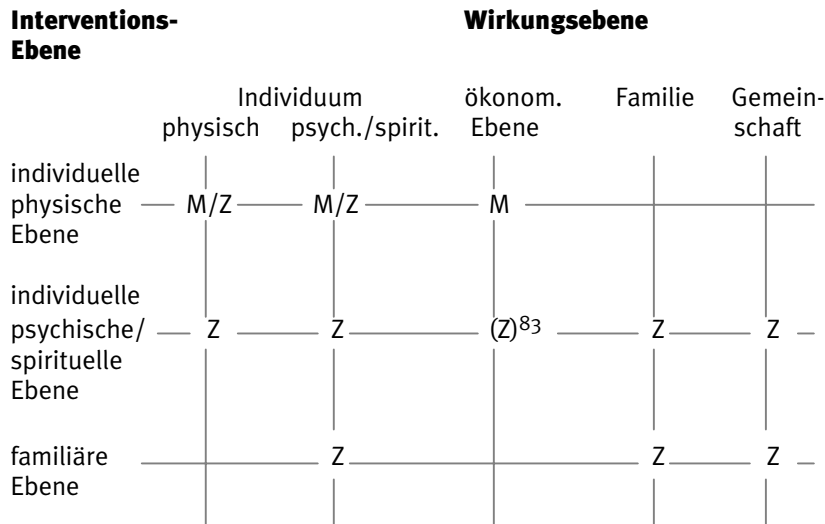 Interventions- Wirkungsebene
Ebene
Individuum ökonom. Familie Gemein-
physisch psych./spirit. Ebene schaft
individuelle
physische M/Z M/Z M
Ebene
individuelle
psychische/ Z Z (Z)83 Z Z
spirituelle
Ebene
familiäre Z Z Z
Ebene